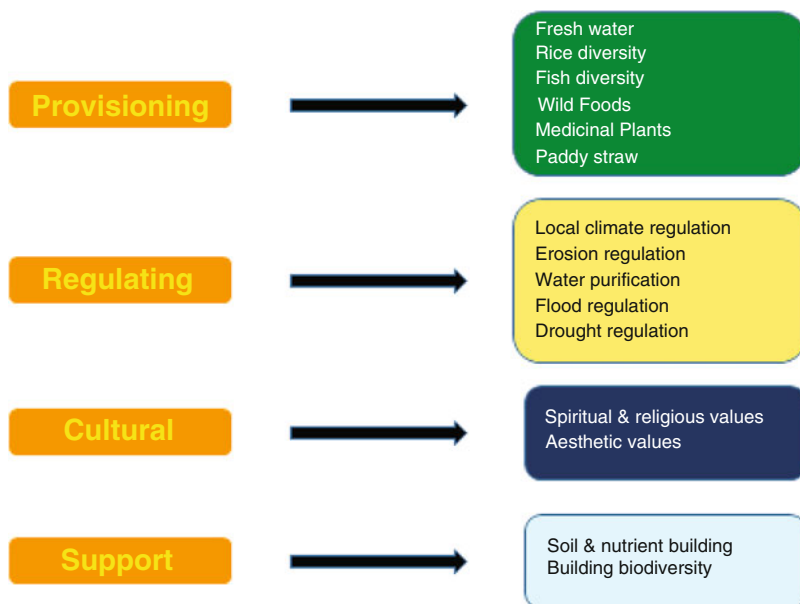 Provisioning
Fresh water
Rice diversity
Fish diversity
Wild Foods
Medicinal Plants
Paddy straw
Regulating
Local climate regulation
Erosion regulation
Water purification
Flood regulation
Drought regulation
Cultural
Spiritual & religious values
Aesthetic values
Support
Soil & nutrient building
Building biodiversity